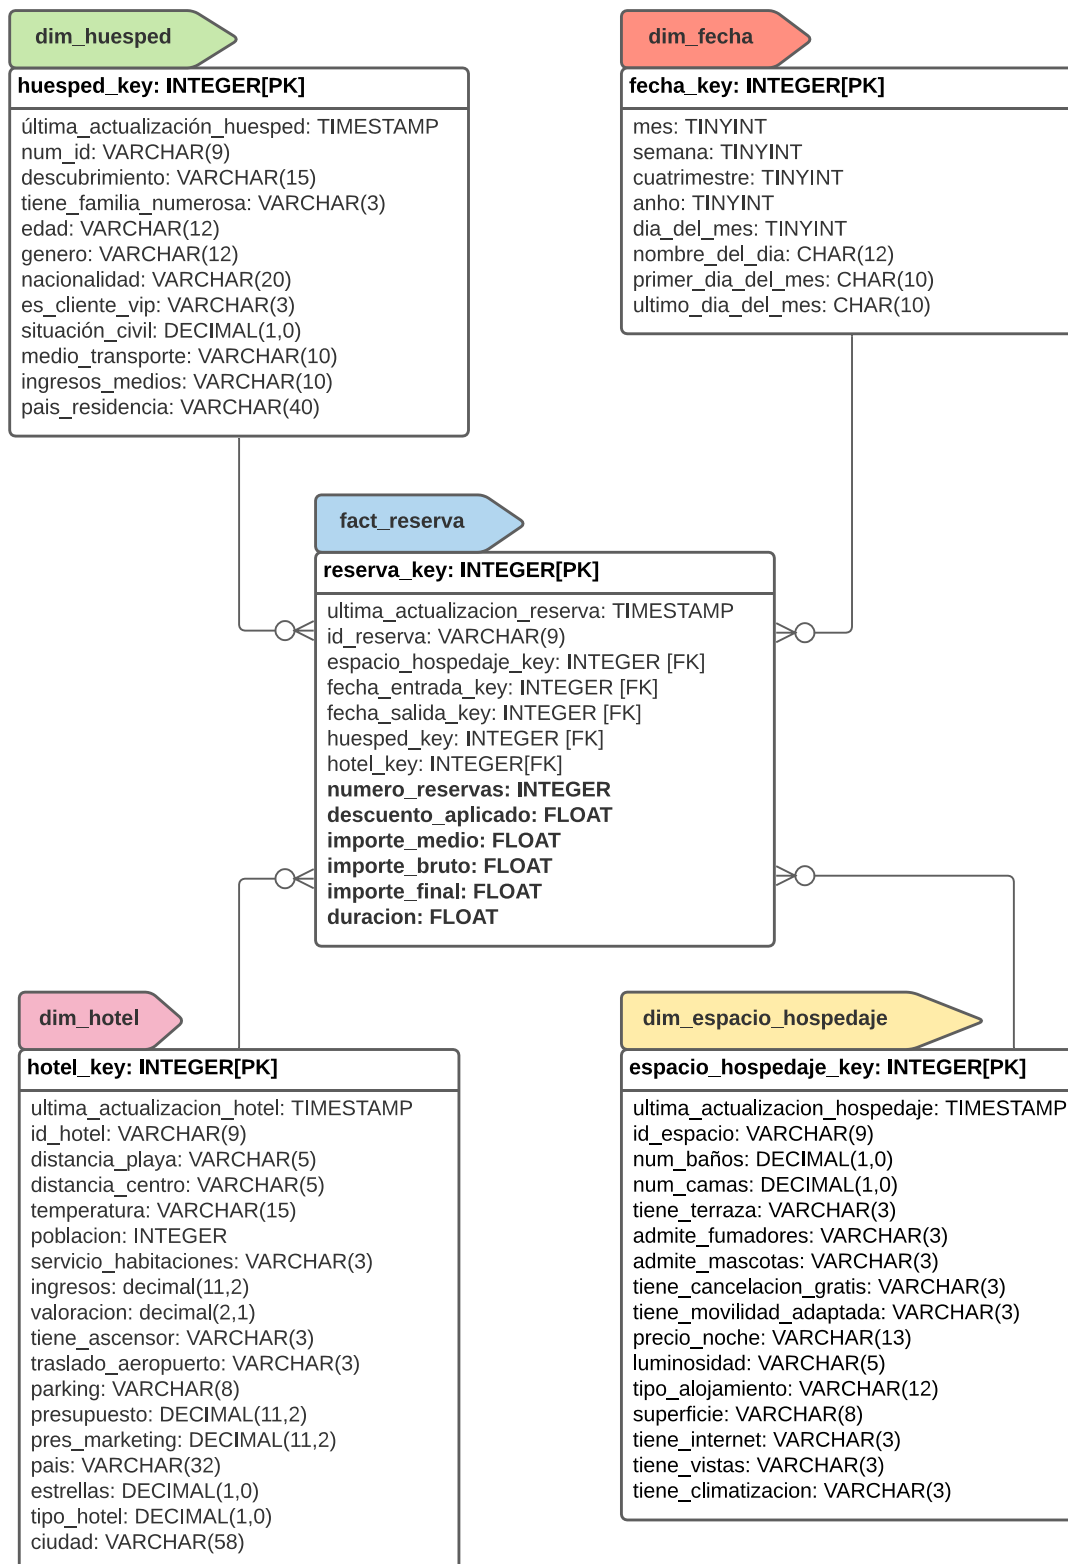 dim_huesped
huesped_key: INTEGER[PK]
última_actualización_huesped: TIMESTAMP
num_id: VARCHAR(9)
descubrimiento: VARCHAR(15)
tiene_familia_numerosa: VARCHAR(3)
edad: VARCHAR(12)
genero: VARCHAR(12)
nacionalidad: VARCHAR(20)
es_cliente_vip: VARCHAR(3)
situación_civil: DECIMAL(1,0)
medio_transporte: VARCHAR(10)
ingresos_medios: VARCHAR(10)
pais_residencia: VARCHAR(40)
dim_fecha
fecha_key: INTEGER[PK]
mes: TINYINT
semana: TINYINT
cuatrimestre: TINYINT
anho: TINYINT
dia_del_mes: TINYINT
nombre_del_dia: CHAR(12)
primer_dia_del_mes: CHAR(10)
ultimo_dia_del_mes: CHAR(10)
fact_reserva
reserva_key: INTEGER[PK]
ultima_actualizacion_reserva: TIMESTAMP
id_reserva: VARCHAR(9)
espacio_hospedaje_key: INTEGER [FK]
fecha_entrada_key: INTEGER [FK]
fecha_salida_key: INTEGER [FK]
huesped_key: INTEGER [FK]
hotel_key: INTEGER[FK]
numero_reservas: INTEGER
descuento_aplicado: FLOAT
importe_medio: FLOAT
importe_bruto: FLOAT
importe_final: FLOAT
duracion: FLOAT
dim_hotel
hotel_key: INTEGER[PK]
ultima_actualizacion_hotel: TIMESTAMP
id_hotel: VARCHAR(9)
distancia_playa: VARCHAR(5)
distancia_centro: VARCHAR(5)
temperatura: VARCHAR(15)
poblacion: INTEGER
servicio_habitaciones: VARCHAR(3)
ingresos: decimal(11,2)
valoracion: decimal(2,1)
tiene_ascensor: VARCHAR(3)
traslado_aeropuerto: VARCHAR(3)
parking: VARCHAR(8)
presupuesto: DECIMAL(11,2)
pres_marketing: DECIMAL(11,2)
pais: VARCHAR(32)
estrellas: DECIMAL(1,0)
tipo_hotel: DECIMAL(1,0)
ciudad: VARCHAR(58)
dim_espacio_hospedaje
espacio_hospedaje_key: INTEGER[PK]
ultima_actualizacion_hospedaje: TIMESTAMP
id_espacio: VARCHAR(9)
num_baños: DECIMAL(1,0)
num_camas: DECIMAL(1,0)
tiene_terraza: VARCHAR(3)
admite_fumadores: VARCHAR(3)
admite_mascotas: VARCHAR(3)
tiene_cancelacion_gratis: VARCHAR(3)
tiene_movilidad_adaptada: VARCHAR(3)
precio_noche: VARCHAR(13)
luminosidad: VARCHAR(5)
tipo_alojamiento: VARCHAR(12)
superficie: VARCHAR(8)
tiene_internet: VARCHAR(3)
tiene_vistas: VARCHAR(3)
tiene_climatizacion: VARCHAR(3)